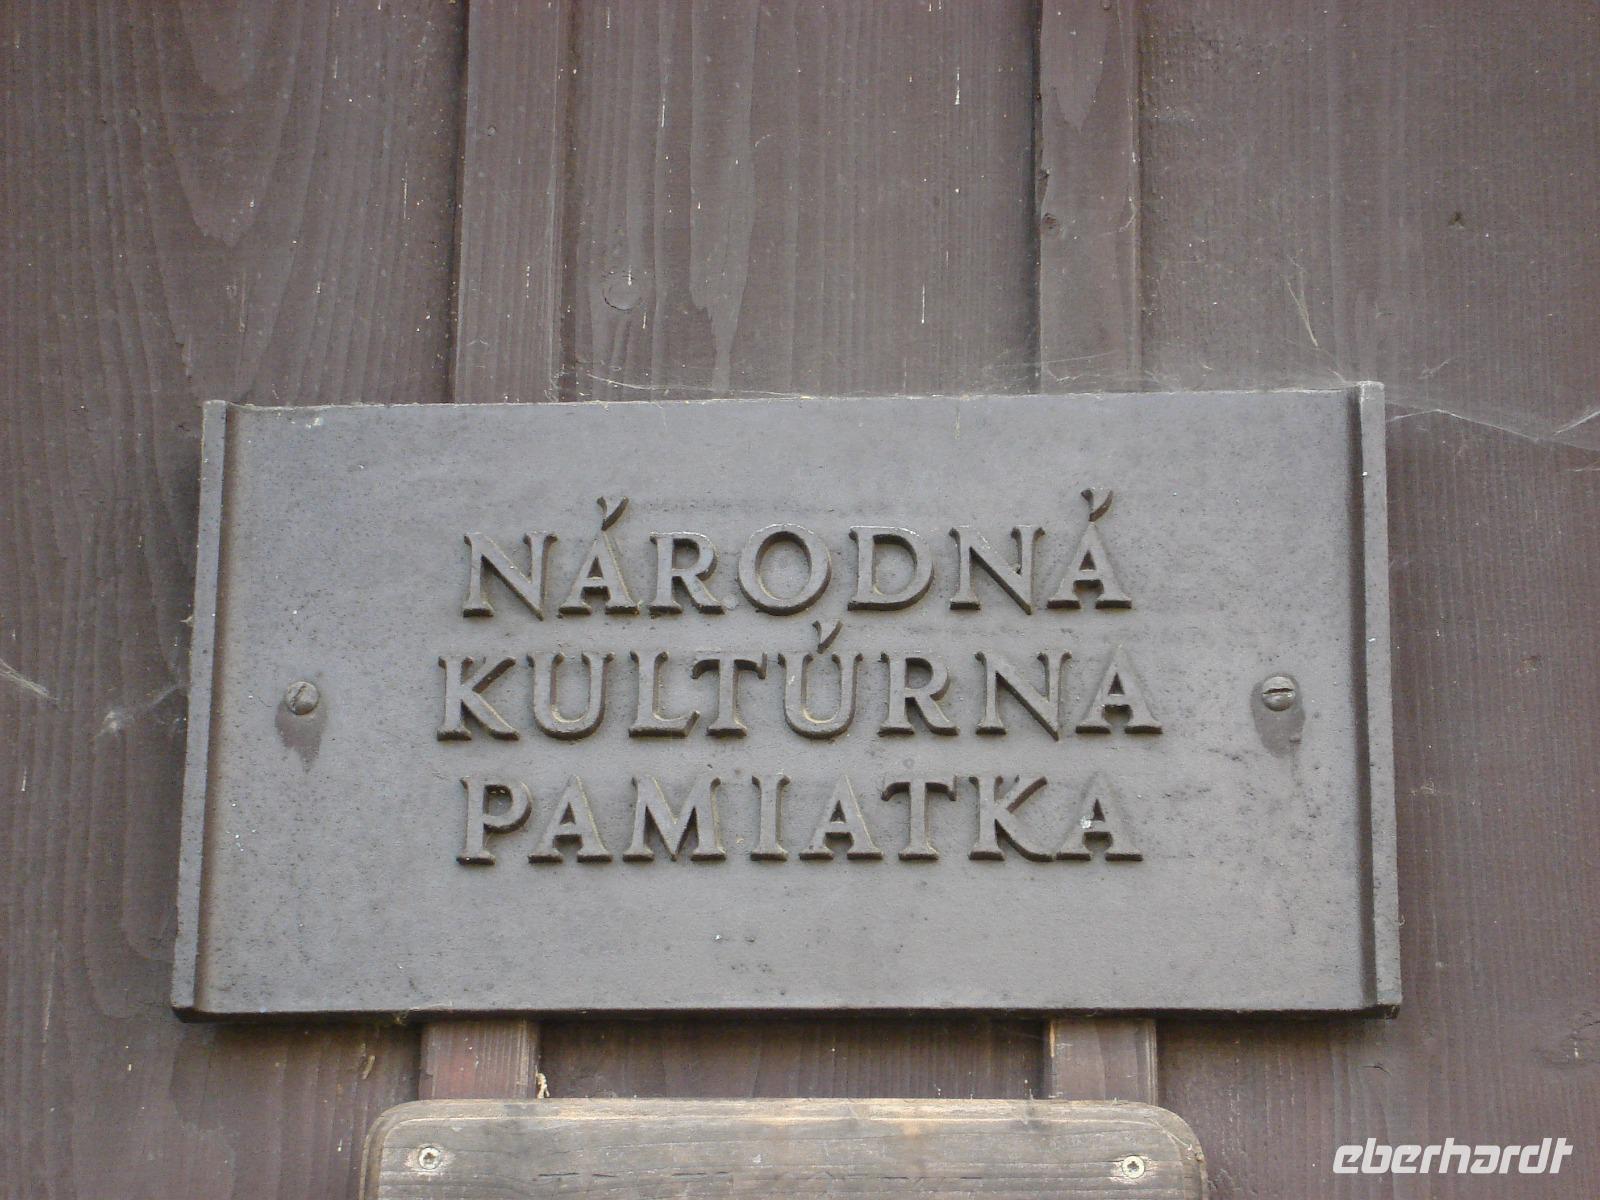 NÁRODNÁ
KULTÚRNA
PAMIATKA
eberhardt